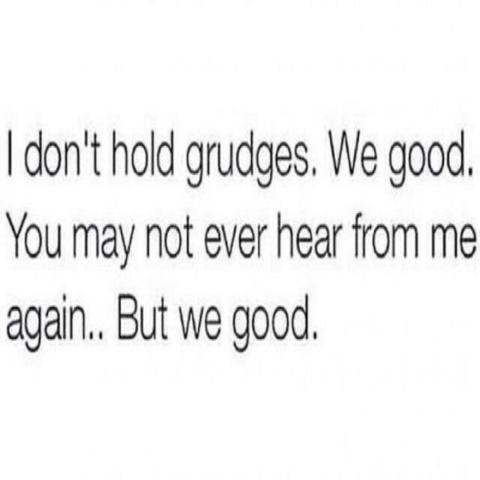 I don't hold grudges. We good.
You may not ever hear from me
again.. But we good.